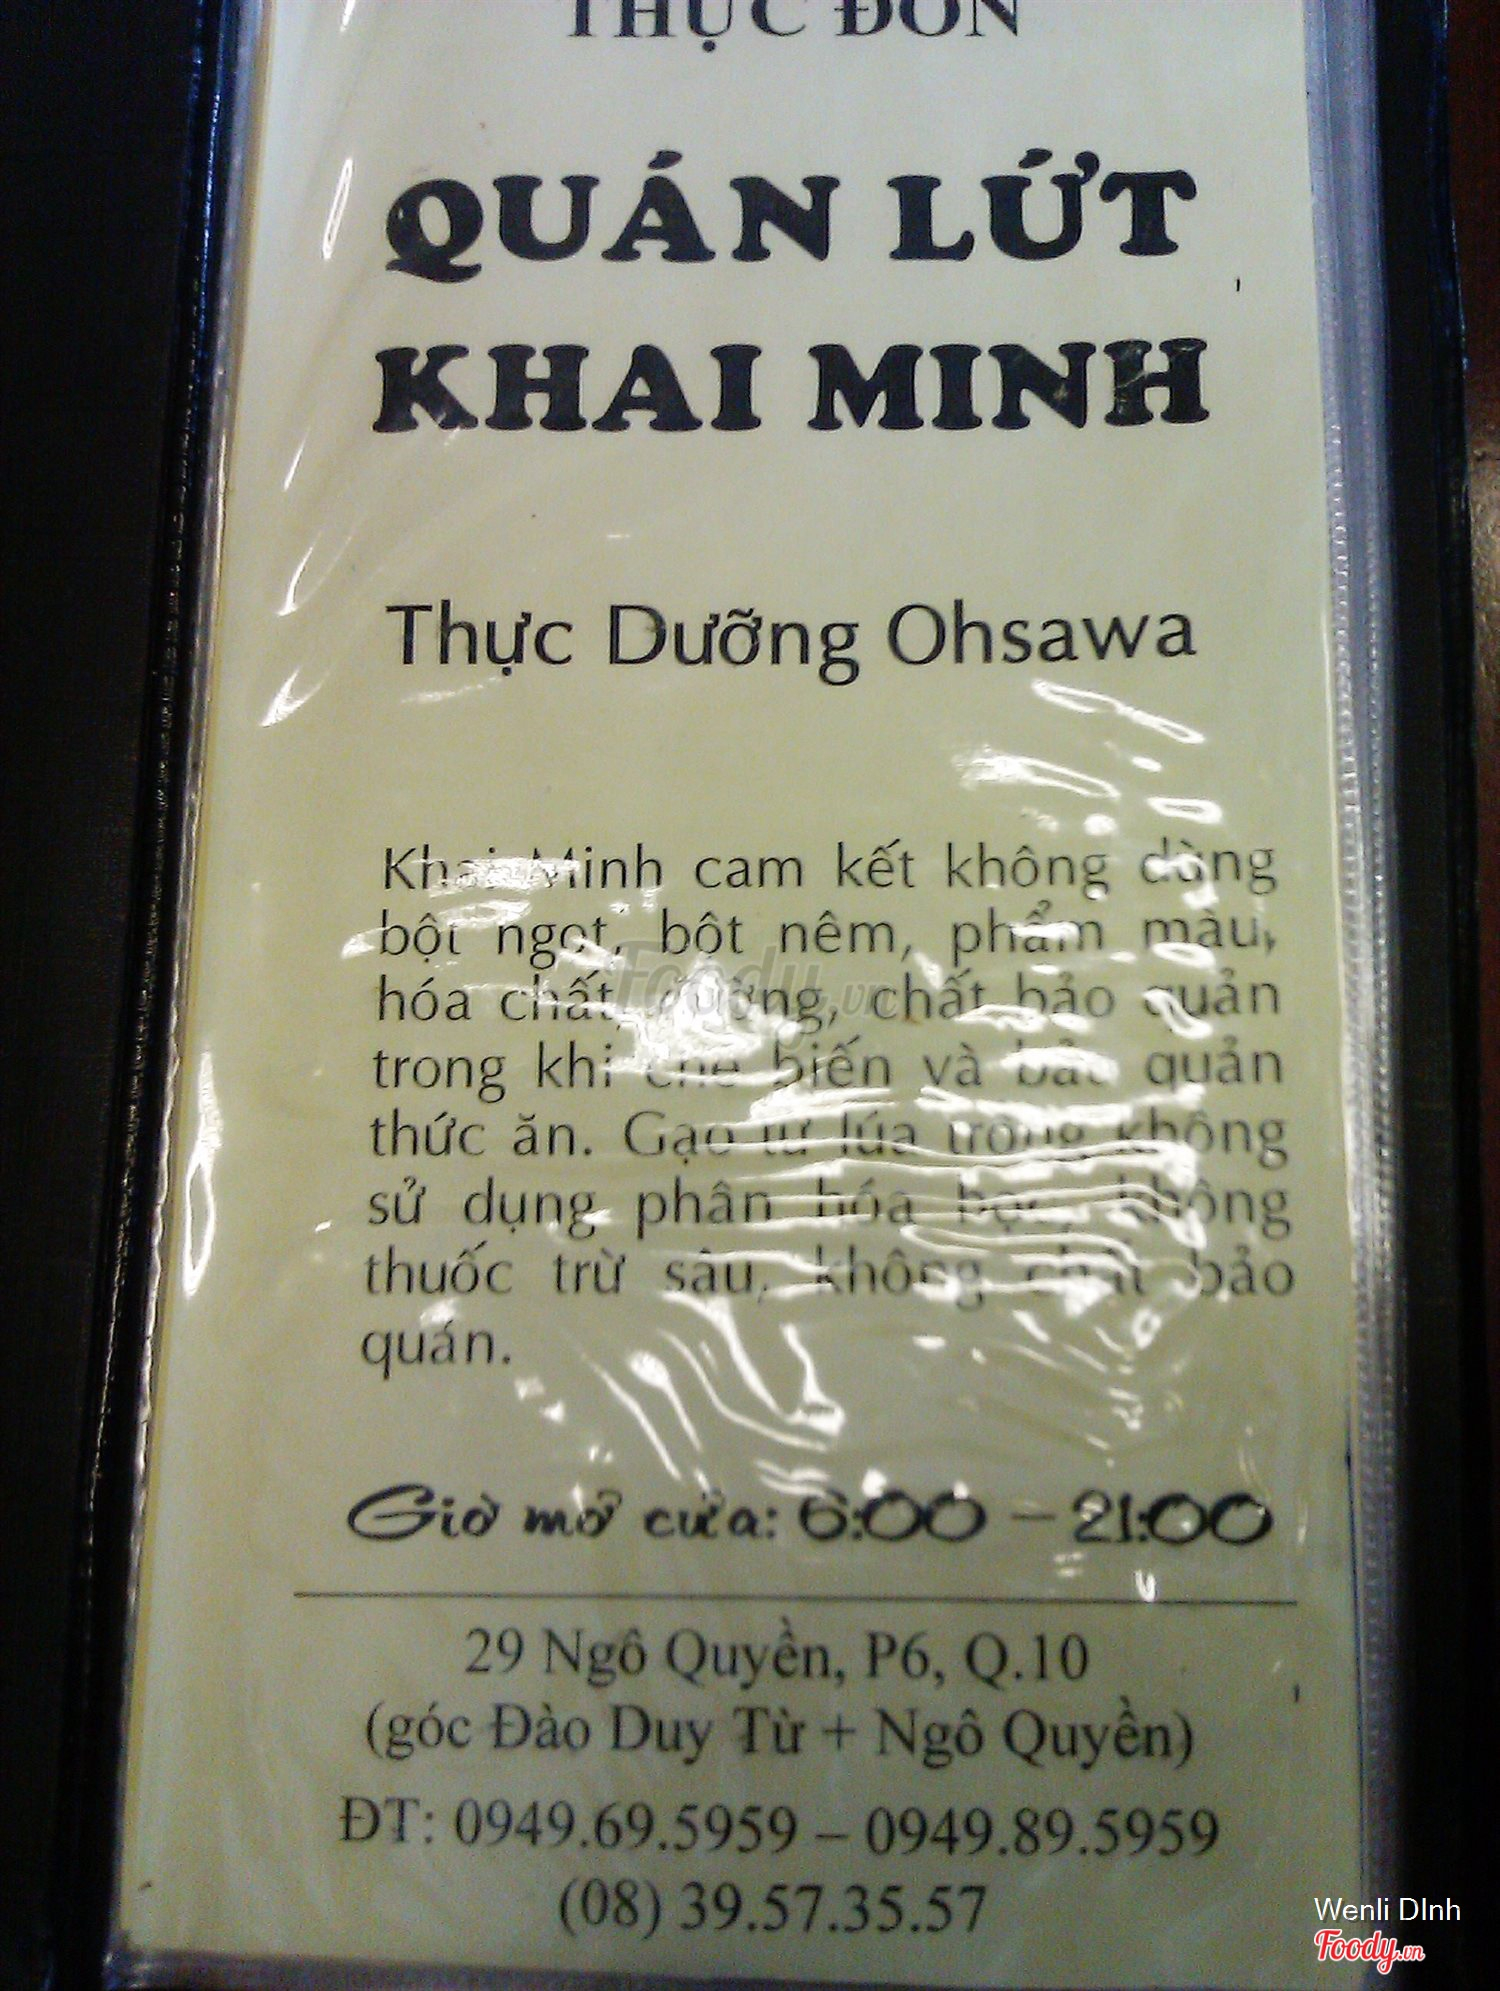 THỰC ĐƠN
QUÁN LỨT
KHAI MINH
Thực Dưỡng Ohsawa
Khai Minh cam kết không dùng
bột ngọt, bột nêm, phẩm màu,
hóa chất, đường, chất bảo quản
trong khi chế biến và bảo quản
thức ăn. Gạo từ lúa trồng không
sử dụng phân hóa học, không
thuốc trừ sâu, không chất bảo
quán.
Giờ mở cửa: 6:00 – 21:00
29 Ngô Quyền, P6, Q.10
(góc Đào Duy Từ + Ngô Quyền)
ĐT: 0949.69.5959 – 0949.89.5959
(08) 39.57.35.57
Foody.vn
Wenli DInh
Foody.vn